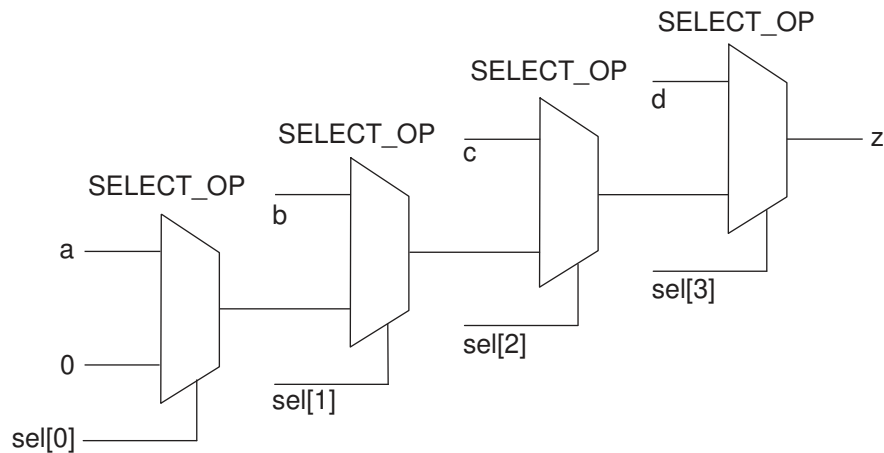 SELECT_OP
d
z
SELECT_OP
c
sel[3]
SELECT_OP
b
sel[2]
SELECT_OP
a
0
sel[1]
sel[0]